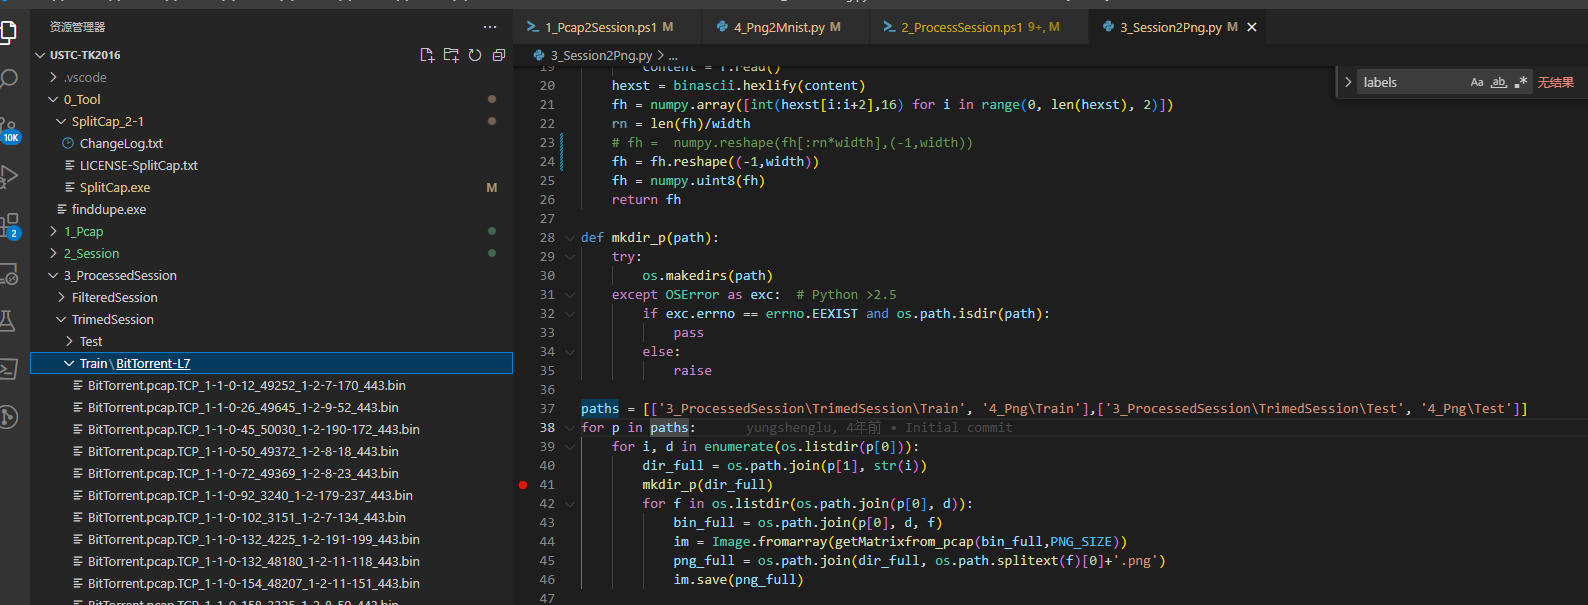 资源管理器
USTC-TK2016
.vscode
0_Tool
SplitCap_2-1
ChangeLog.txt
LICENSE-SplitCap.txt
SplitCap.exe M
finddupe.exe
1_Pcap
2_Session
3_ProcessedSession
FilteredSession
TrimedSession
Test
Train\BitTorrent-L7
BitTorrent.pcap.TCP_1-1-0-12_49252_1-2-7-170_443.bin
BitTorrent.pcap.TCP_1-1-0-26_49645_1-2-9-52_443.bin
BitTorrent.pcap.TCP_1-1-0-45_50030_1-2-190-172_443.bin
BitTorrent.pcap.TCP_1-1-0-50_49372_1-2-8-18_443.bin
BitTorrent.pcap.TCP_1-1-0-72_49369_1-2-8-23_443.bin
BitTorrent.pcap.TCP_1-1-0-92_3240_1-2-179-237_443.bin
BitTorrent.pcap.TCP_1-1-0-102_3151_1-2-7-134_443.bin
BitTorrent.pcap.TCP_1-1-0-132_4225_1-2-191-199_443.bin
BitTorrent.pcap.TCP_1-1-0-132_48180_1-2-11-118_443.bin
BitTorrent.pcap.TCP_1-1-0-154_48207_1-2-11-151_443.bin
10K
2
1_Pcap2Session.ps1 M
4_Png2Mnist.py M
2_ProcessSession.ps1 9+, M
3_Session2Png.py M
3_Session2Png.py > ...
labels
Aa ab .*
无结果
19 content = f.read()
20 hexst = binascii.hexlify(content)
21 fh = numpy.array([int(hexst[i:i+2],16) for i in range(0, len(hexst), 2)])
22 rn = len(fh)/width
23 # fh =  numpy.reshape(fh[:rn*width],(-1,width))
24 fh = fh.reshape((-1,width))
25 fh = numpy.uint8(fh)
26 return fh
27
28 def mkdir_p(path):
29 try:
30 os.makedirs(path)
31 except OSError as exc:  # Python >2.5
32 if exc.errno == errno.EEXIST and os.path.isdir(path):
33 pass
34 else:
35 raise
36
37 paths = [['3_ProcessedSession\TrimedSession\Train', '4_Png\Train'],['3_ProcessedSession\TrimedSession\Test', '4_Png\Test']]
38 for p in paths: yungshenglu, 4年前 • Initial commit
39 for i, d in enumerate(os.listdir(p[0])):
40 dir_full = os.path.join(p[1], str(i))
41 mkdir_p(dir_full)
42 for f in os.listdir(os.path.join(p[0], d)):
43 bin_full = os.path.join(p[0], d, f)
44 im = Image.fromarray(getMatrixfrom_pcap(bin_full,PNG_SIZE))
45 png_full = os.path.join(dir_full, os.path.splitext(f)[0]+'.png')
46 im.save(png_full)
47